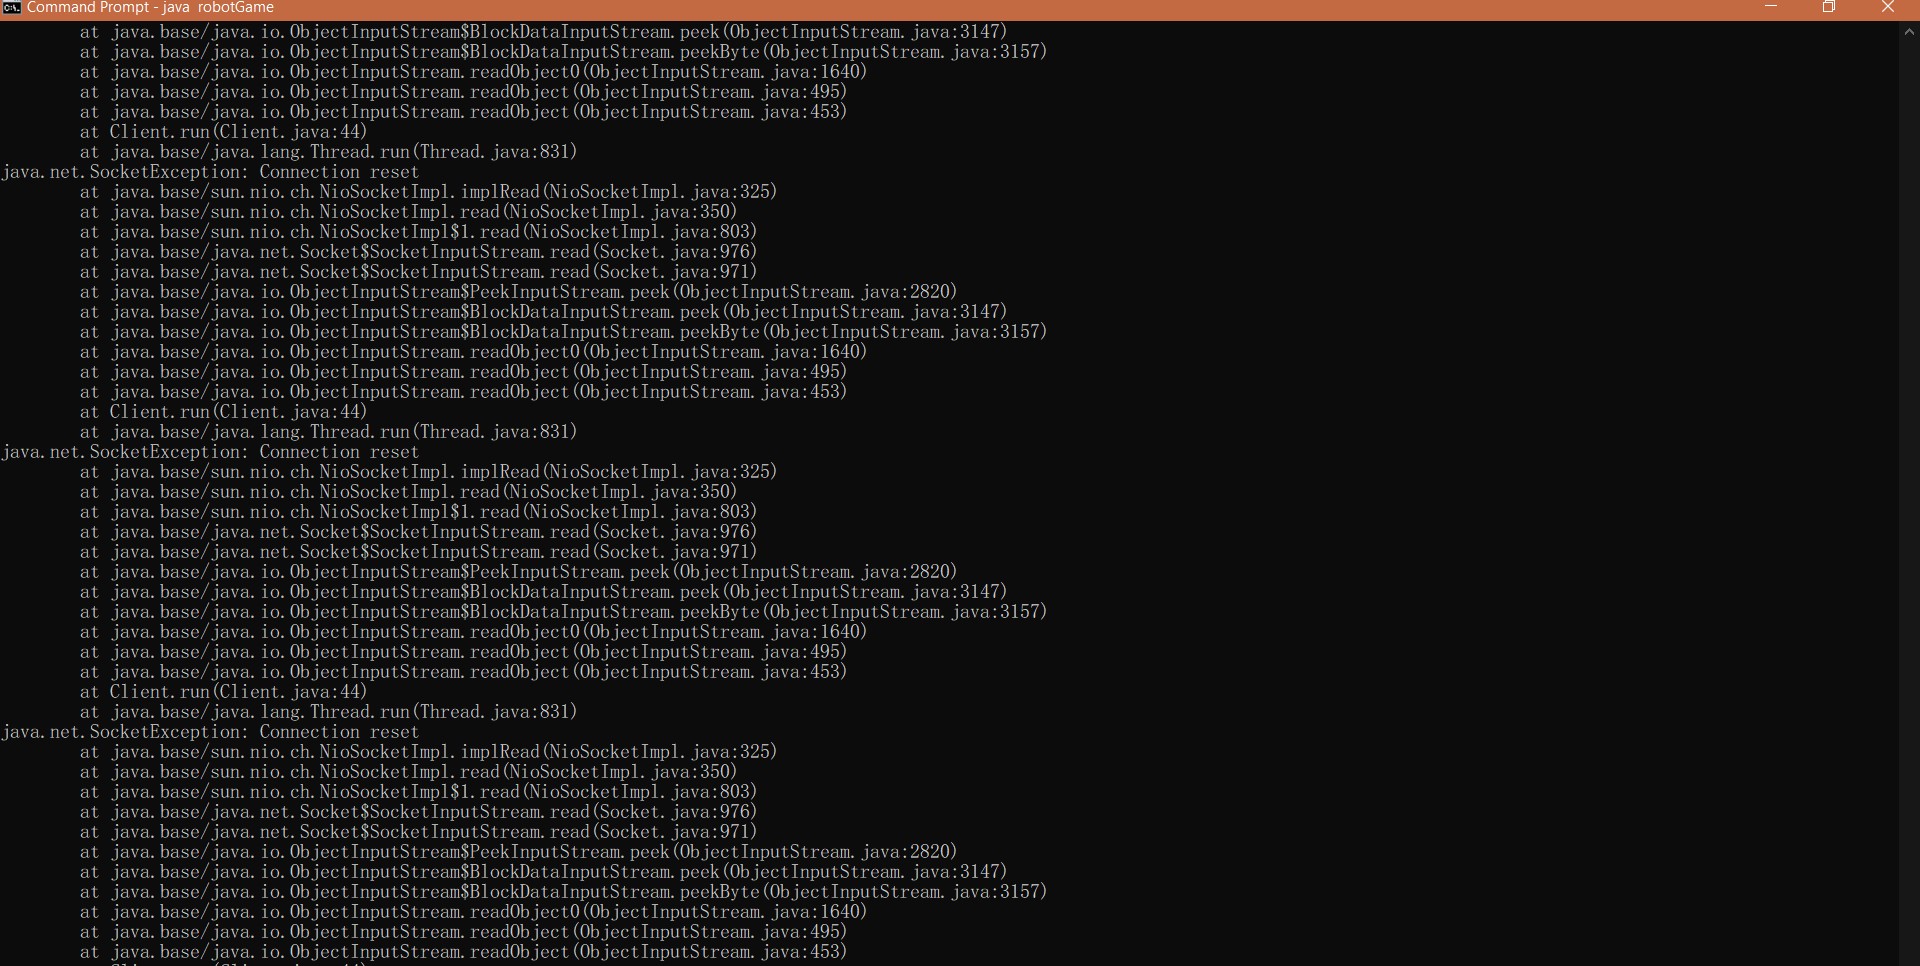 Command Prompt - java  robotGame
at java.base/java.io.ObjectInputStream$BlockDataInputStream.peek(ObjectInputStream.java:3147)
at java.base/java.io.ObjectInputStream$BlockDataInputStream.peekByte(ObjectInputStream.java:3157)
at java.base/java.io.ObjectInputStream.readObject0(ObjectInputStream.java:1640)
at java.base/java.io.ObjectInputStream.readObject(ObjectInputStream.java:495)
at java.base/java.io.ObjectInputStream.readObject(ObjectInputStream.java:453)
at Client.run(Client.java:44)
at java.base/java.lang.Thread.run(Thread.java:831)
java.net.SocketException: Connection reset
at java.base/sun.nio.ch.NioSocketImpl.implRead(NioSocketImpl.java:325)
at java.base/sun.nio.ch.NioSocketImpl.read(NioSocketImpl.java:350)
at java.base/sun.nio.ch.NioSocketImpl$1.read(NioSocketImpl.java:803)
at java.base/java.net.Socket$SocketInputStream.read(Socket.java:976)
at java.base/java.net.Socket$SocketInputStream.read(Socket.java:971)
at java.base/java.io.ObjectInputStream$PeekInputStream.peek(ObjectInputStream.java:2820)
at java.base/java.io.ObjectInputStream$BlockDataInputStream.peek(ObjectInputStream.java:3147)
at java.base/java.io.ObjectInputStream$BlockDataInputStream.peekByte(ObjectInputStream.java:3157)
at java.base/java.io.ObjectInputStream.readObject0(ObjectInputStream.java:1640)
at java.base/java.io.ObjectInputStream.readObject(ObjectInputStream.java:495)
at java.base/java.io.ObjectInputStream.readObject(ObjectInputStream.java:453)
at Client.run(Client.java:44)
at java.base/java.lang.Thread.run(Thread.java:831)
java.net.SocketException: Connection reset
at java.base/sun.nio.ch.NioSocketImpl.implRead(NioSocketImpl.java:325)
at java.base/sun.nio.ch.NioSocketImpl.read(NioSocketImpl.java:350)
at java.base/sun.nio.ch.NioSocketImpl$1.read(NioSocketImpl.java:803)
at java.base/java.net.Socket$SocketInputStream.read(Socket.java:976)
at java.base/java.net.Socket$SocketInputStream.read(Socket.java:971)
at java.base/java.io.ObjectInputStream$PeekInputStream.peek(ObjectInputStream.java:2820)
at java.base/java.io.ObjectInputStream$BlockDataInputStream.peek(ObjectInputStream.java:3147)
at java.base/java.io.ObjectInputStream$BlockDataInputStream.peekByte(ObjectInputStream.java:3157)
at java.base/java.io.ObjectInputStream.readObject0(ObjectInputStream.java:1640)
at java.base/java.io.ObjectInputStream.readObject(ObjectInputStream.java:495)
at java.base/java.io.ObjectInputStream.readObject(ObjectInputStream.java:453)
at Client.run(Client.java:44)
at java.base/java.lang.Thread.run(Thread.java:831)
java.net.SocketException: Connection reset
at java.base/sun.nio.ch.NioSocketImpl.implRead(NioSocketImpl.java:325)
at java.base/sun.nio.ch.NioSocketImpl.read(NioSocketImpl.java:350)
at java.base/sun.nio.ch.NioSocketImpl$1.read(NioSocketImpl.java:803)
at java.base/java.net.Socket$SocketInputStream.read(Socket.java:976)
at java.base/java.net.Socket$SocketInputStream.read(Socket.java:971)
at java.base/java.io.ObjectInputStream$PeekInputStream.peek(ObjectInputStream.java:2820)
at java.base/java.io.ObjectInputStream$BlockDataInputStream.peek(ObjectInputStream.java:3147)
at java.base/java.io.ObjectInputStream$BlockDataInputStream.peekByte(ObjectInputStream.java:3157)
at java.base/java.io.ObjectInputStream.readObject0(ObjectInputStream.java:1640)
at java.base/java.io.ObjectInputStream.readObject(ObjectInputStream.java:495)
at java.base/java.io.ObjectInputStream.readObject(ObjectInputStream.java:453)